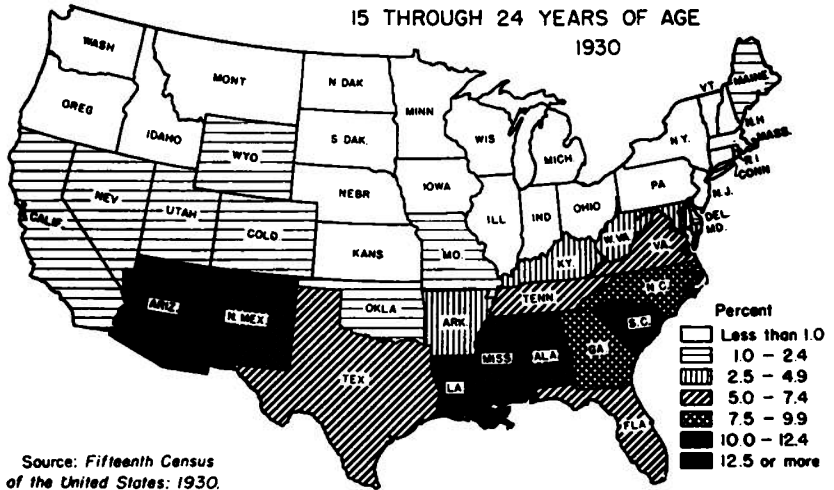 15 THROUGH 24 YEARS OF AGE
1930
WASH
MONT
N DAK
MINN
VT.
MAINE
OREG
IDAHO
S DAK.
WIS
MICH.
N.Y.
N.H
MASS.
R I
CONN
WYO
NEBR
IOWA
PA
N.J.
NEV
UTAH
COLO
ILL
IND
OHIO
DEL
MD.
CALIF.
KANS
MO.
KY.
W.VA
VA.
ARIZ.
N.MEX
OKLA
ARK.
TENN
N.C.
S.C.
TEX
LA
MISS
ALA
GA
FLA
Percent
Less than 1.0
1.0 - 2.4
2.5 - 4.9
5.0 - 7.4
7.5 - 9.9
10.0 - 12.4
12.5 or more
Source: Fifteenth Census
of the United States: 1930.